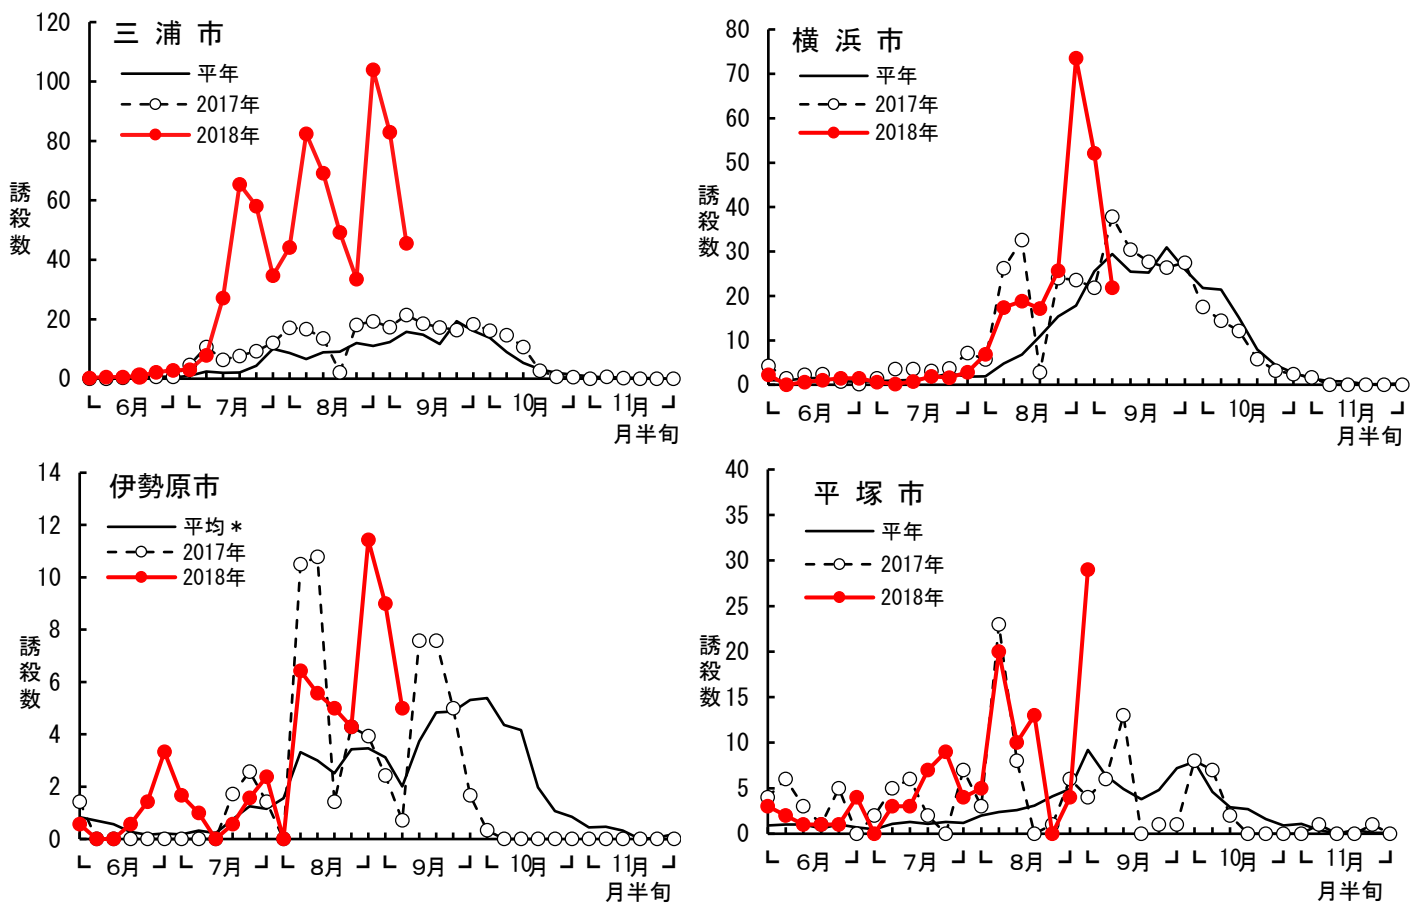 三浦市
平年
2017年
2018年
120
100
80
60
40
20
0
誘殺数
6月
7月
8月
9月
10月
11月
月半旬
横浜市
平年
2017年
2018年
80
70
60
50
40
30
20
10
0
誘殺数
6月
7月
8月
9月
10月
11月
月半旬
伊勢原市
平均*
2017年
2018年
14
12
10
8
6
4
2
0
誘殺数
6月
7月
8月
9月
10月
11月
月半旬
平塚市
平年
2017年
2018年
40
35
30
25
20
15
10
5
0
誘殺数
6月
7月
8月
9月
10月
11月
月半旬